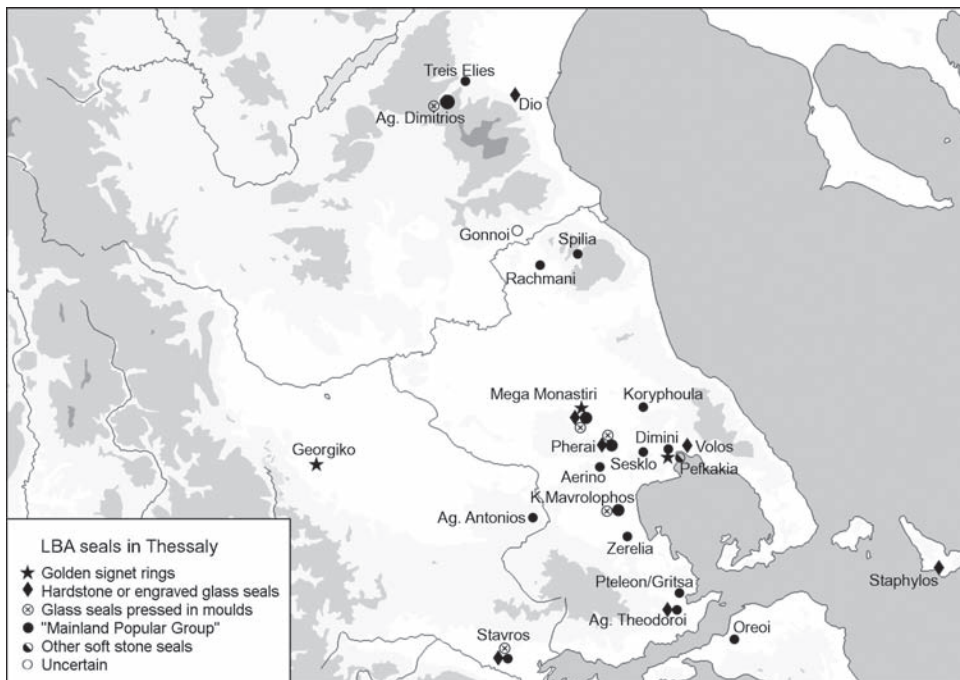 Treis Elies
Dio
Ag. Dimitrios
Gonnoi
Spilia
Rachmani
Mega Monastiri
Koryphoula
Georgiko
Pherai
Dimini
Volos
Sesklo
Pefkakia
Aerino
K.Mavrolophos
Ag. Antonios
Zerelia
Staphylos
Pteleon/Gritsa
Ag. Theodoroi
Oreoi
Stavros
LBA seals in Thessaly
Golden signet rings
Hardstone or engraved glass seals
Glass seals pressed in moulds
"Mainland Popular Group"
Other soft stone seals
Uncertain